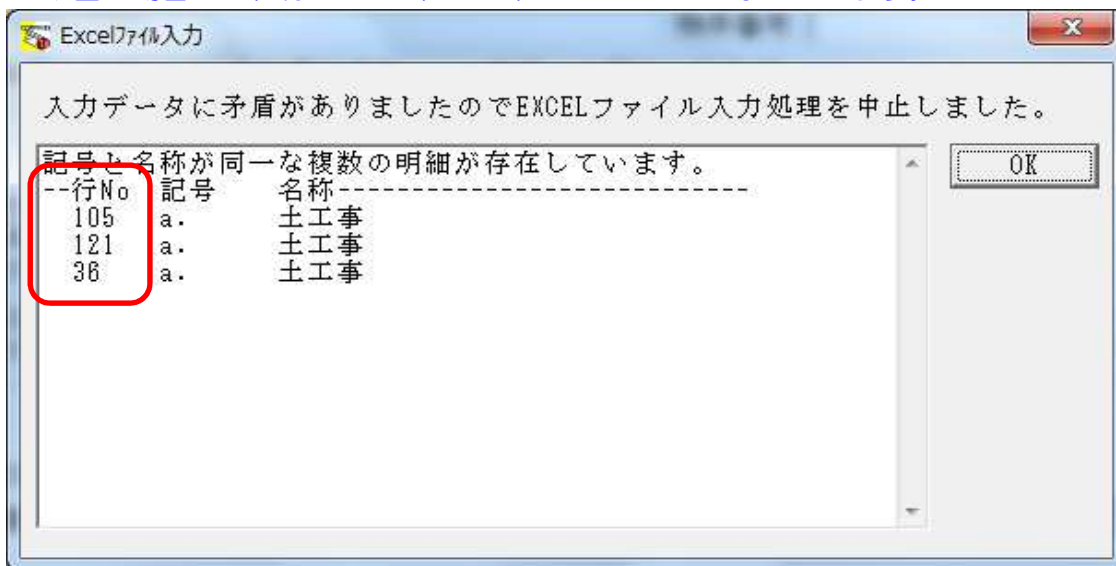 Excelﾌｧｲﾙ入力
入力データに矛盾がありましたのでEXCELファイル入力処理を中止しました。
記号と名称が同一な複数の明細が存在しています。
OK
--行No 記号 名称----------------------------
105 a. 土工事
121 a. 土工事
36 a. 土工事